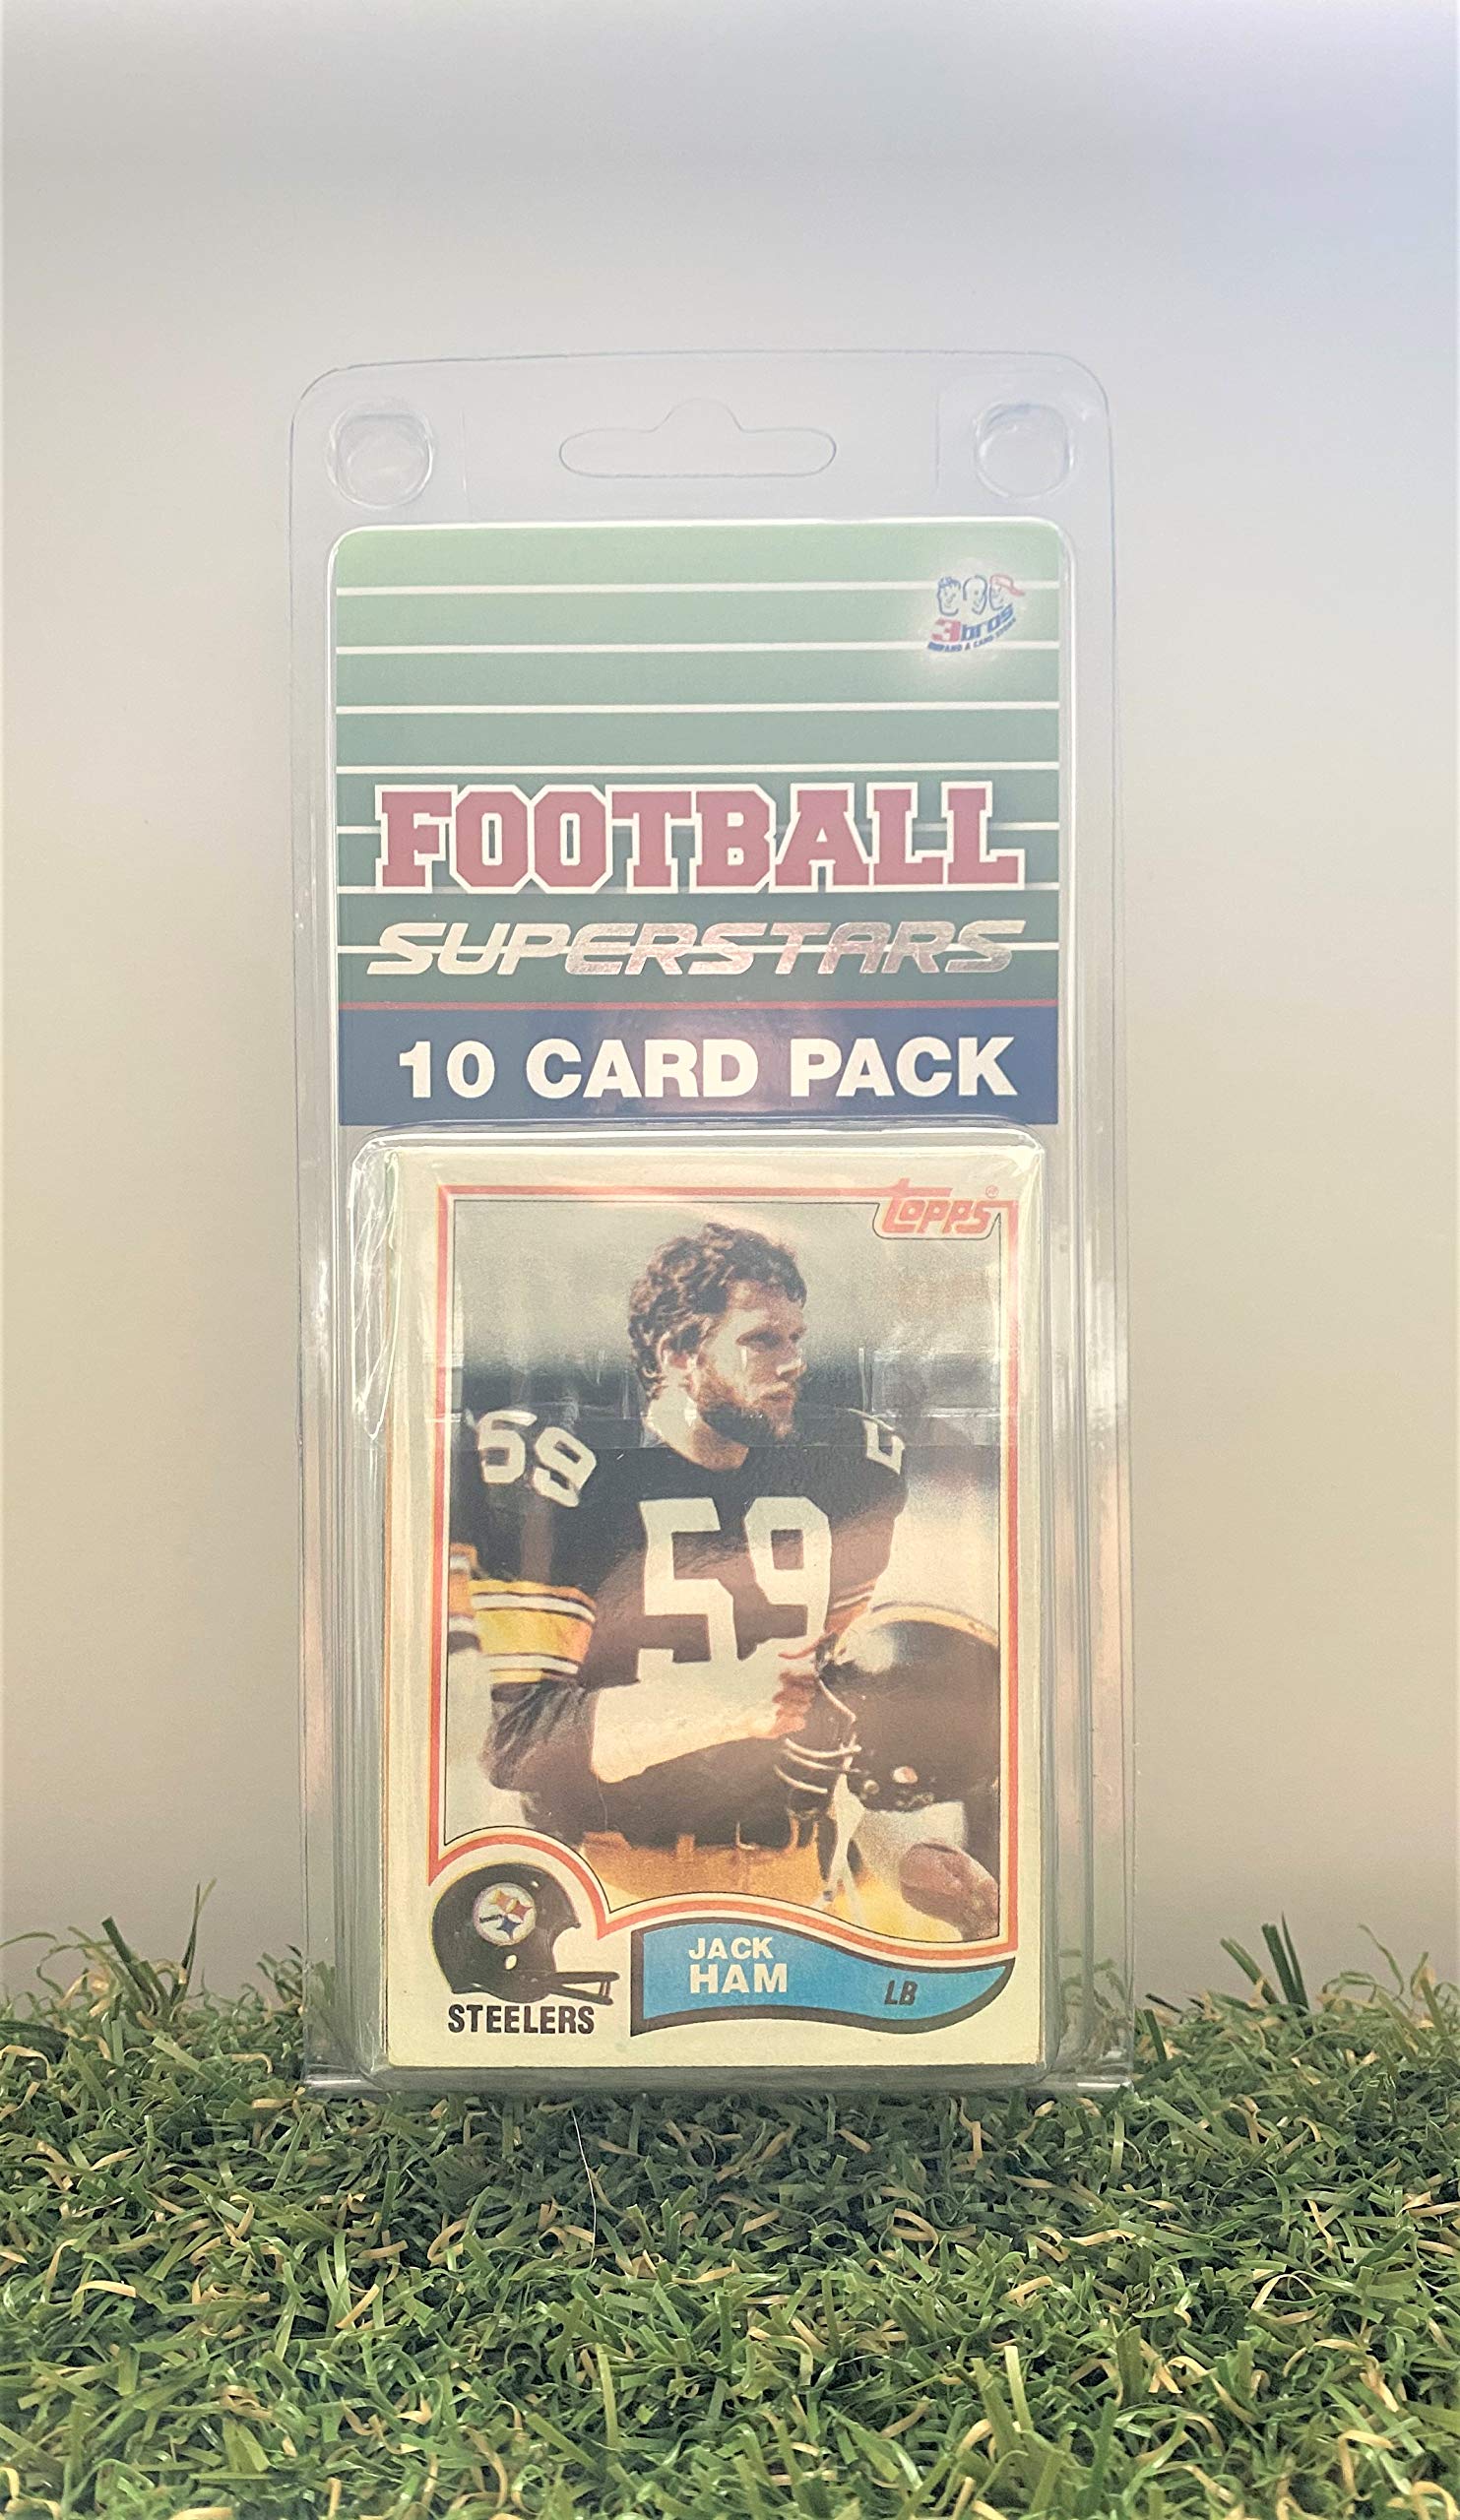 3bros
FOOTBALL
SUPERSTARS
10 CARD PACK
TOPPS
59
59
JACK
HAM
LB
STEELERS